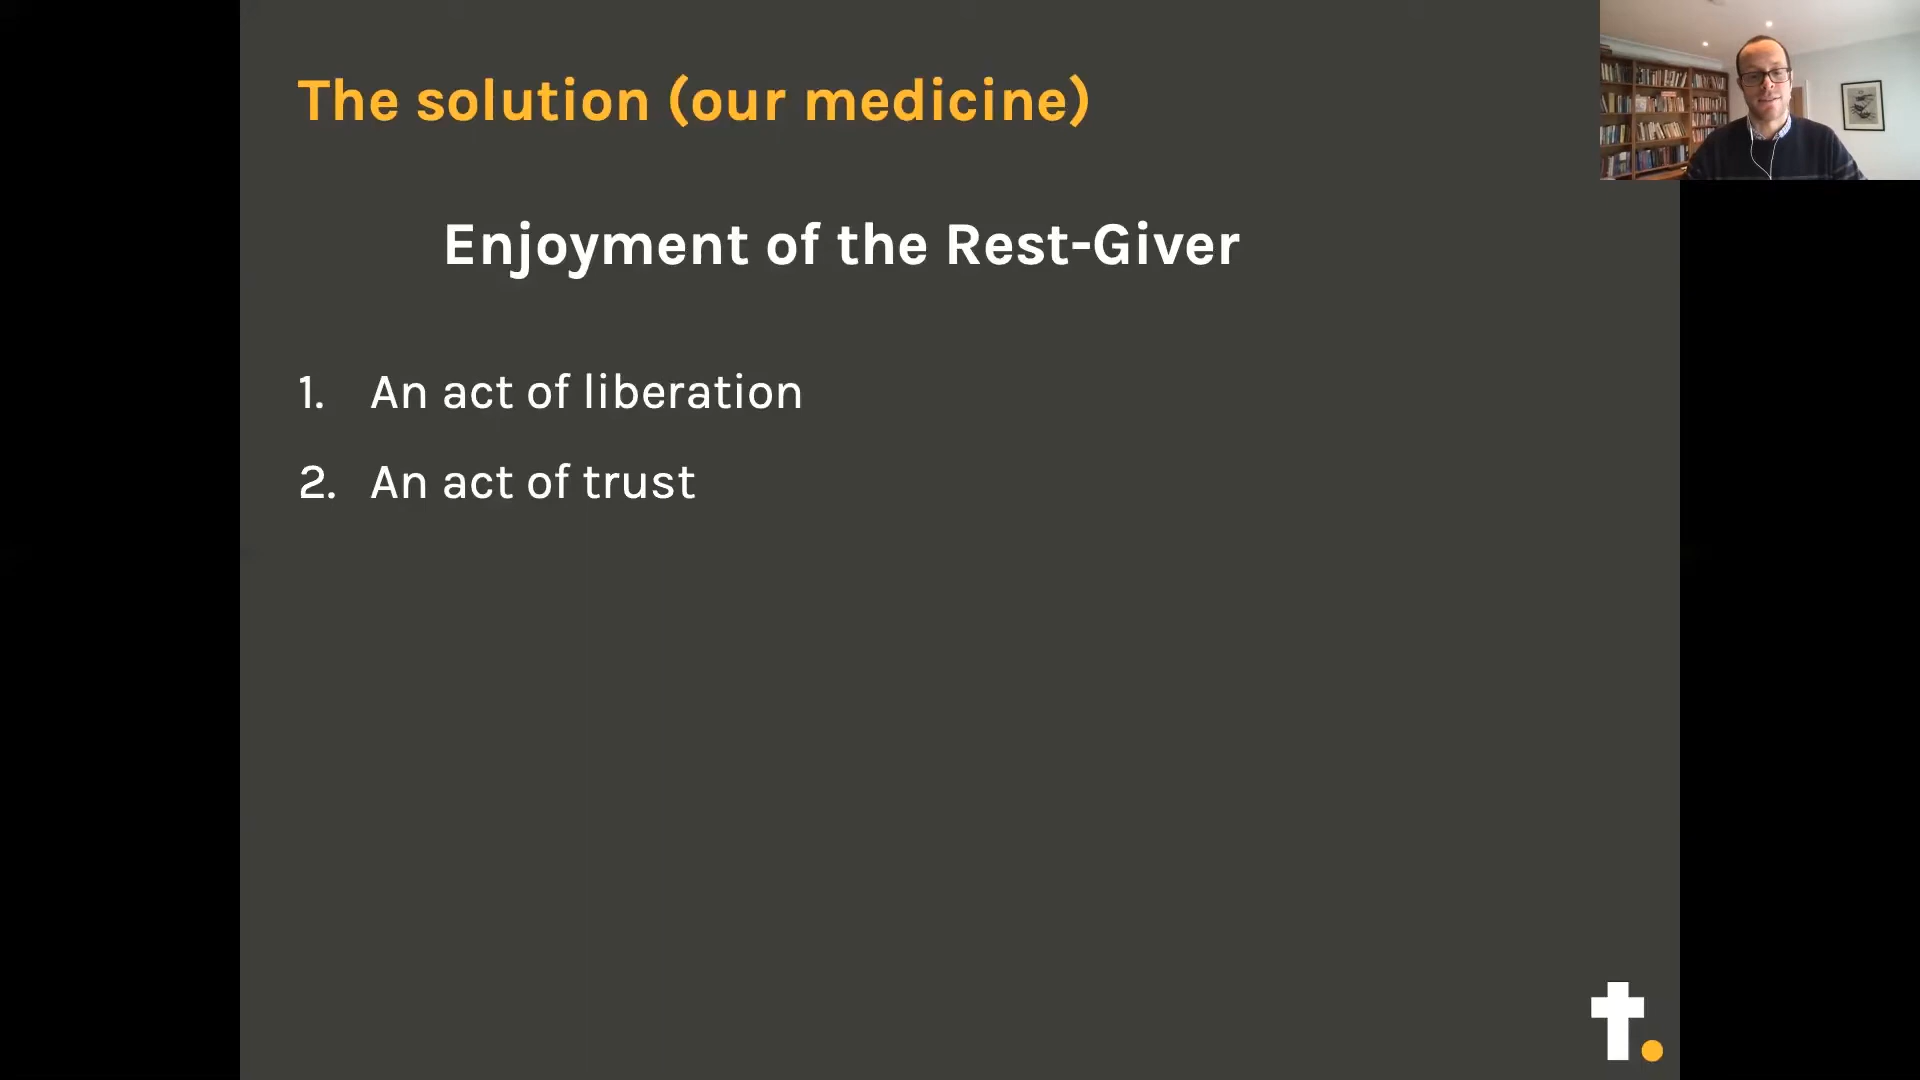 The solution (our medicine)
Enjoyment of the Rest-Giver
1. An act of liberation
2. An act of trust
t.